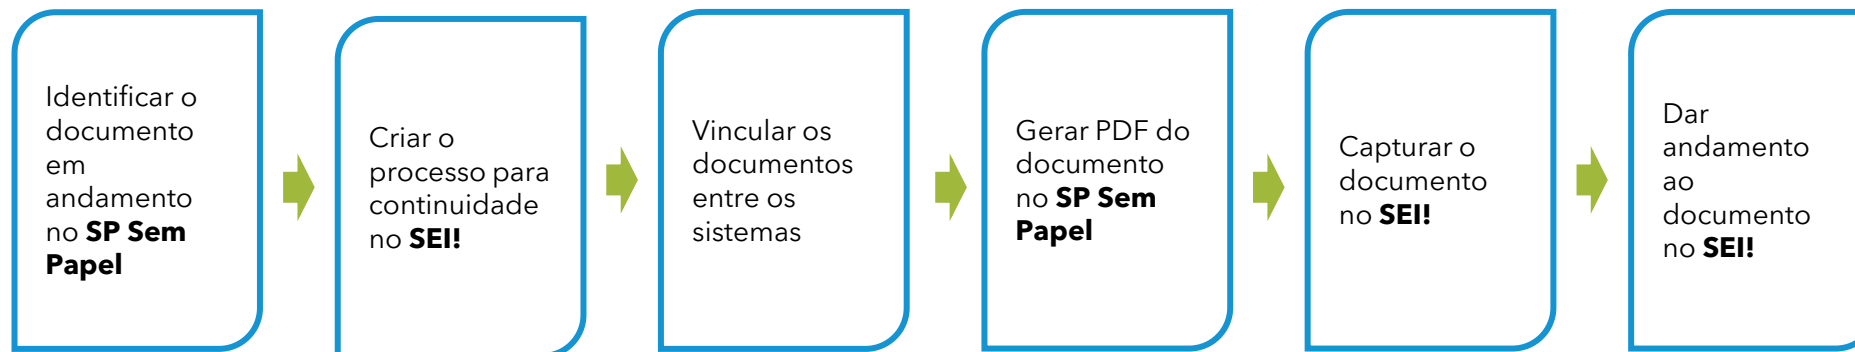 Identificar o
documento
em
andamento
no SP Sem
Papel
Criar o
processo para
continuidade
no SEI!
Vincular os
documentos
entre os
sistemas
Gerar PDF do
documento
no SP Sem
Papel
Capturar o
documento
no SEI!
Dar
andamento
ao
documento
no SEI!